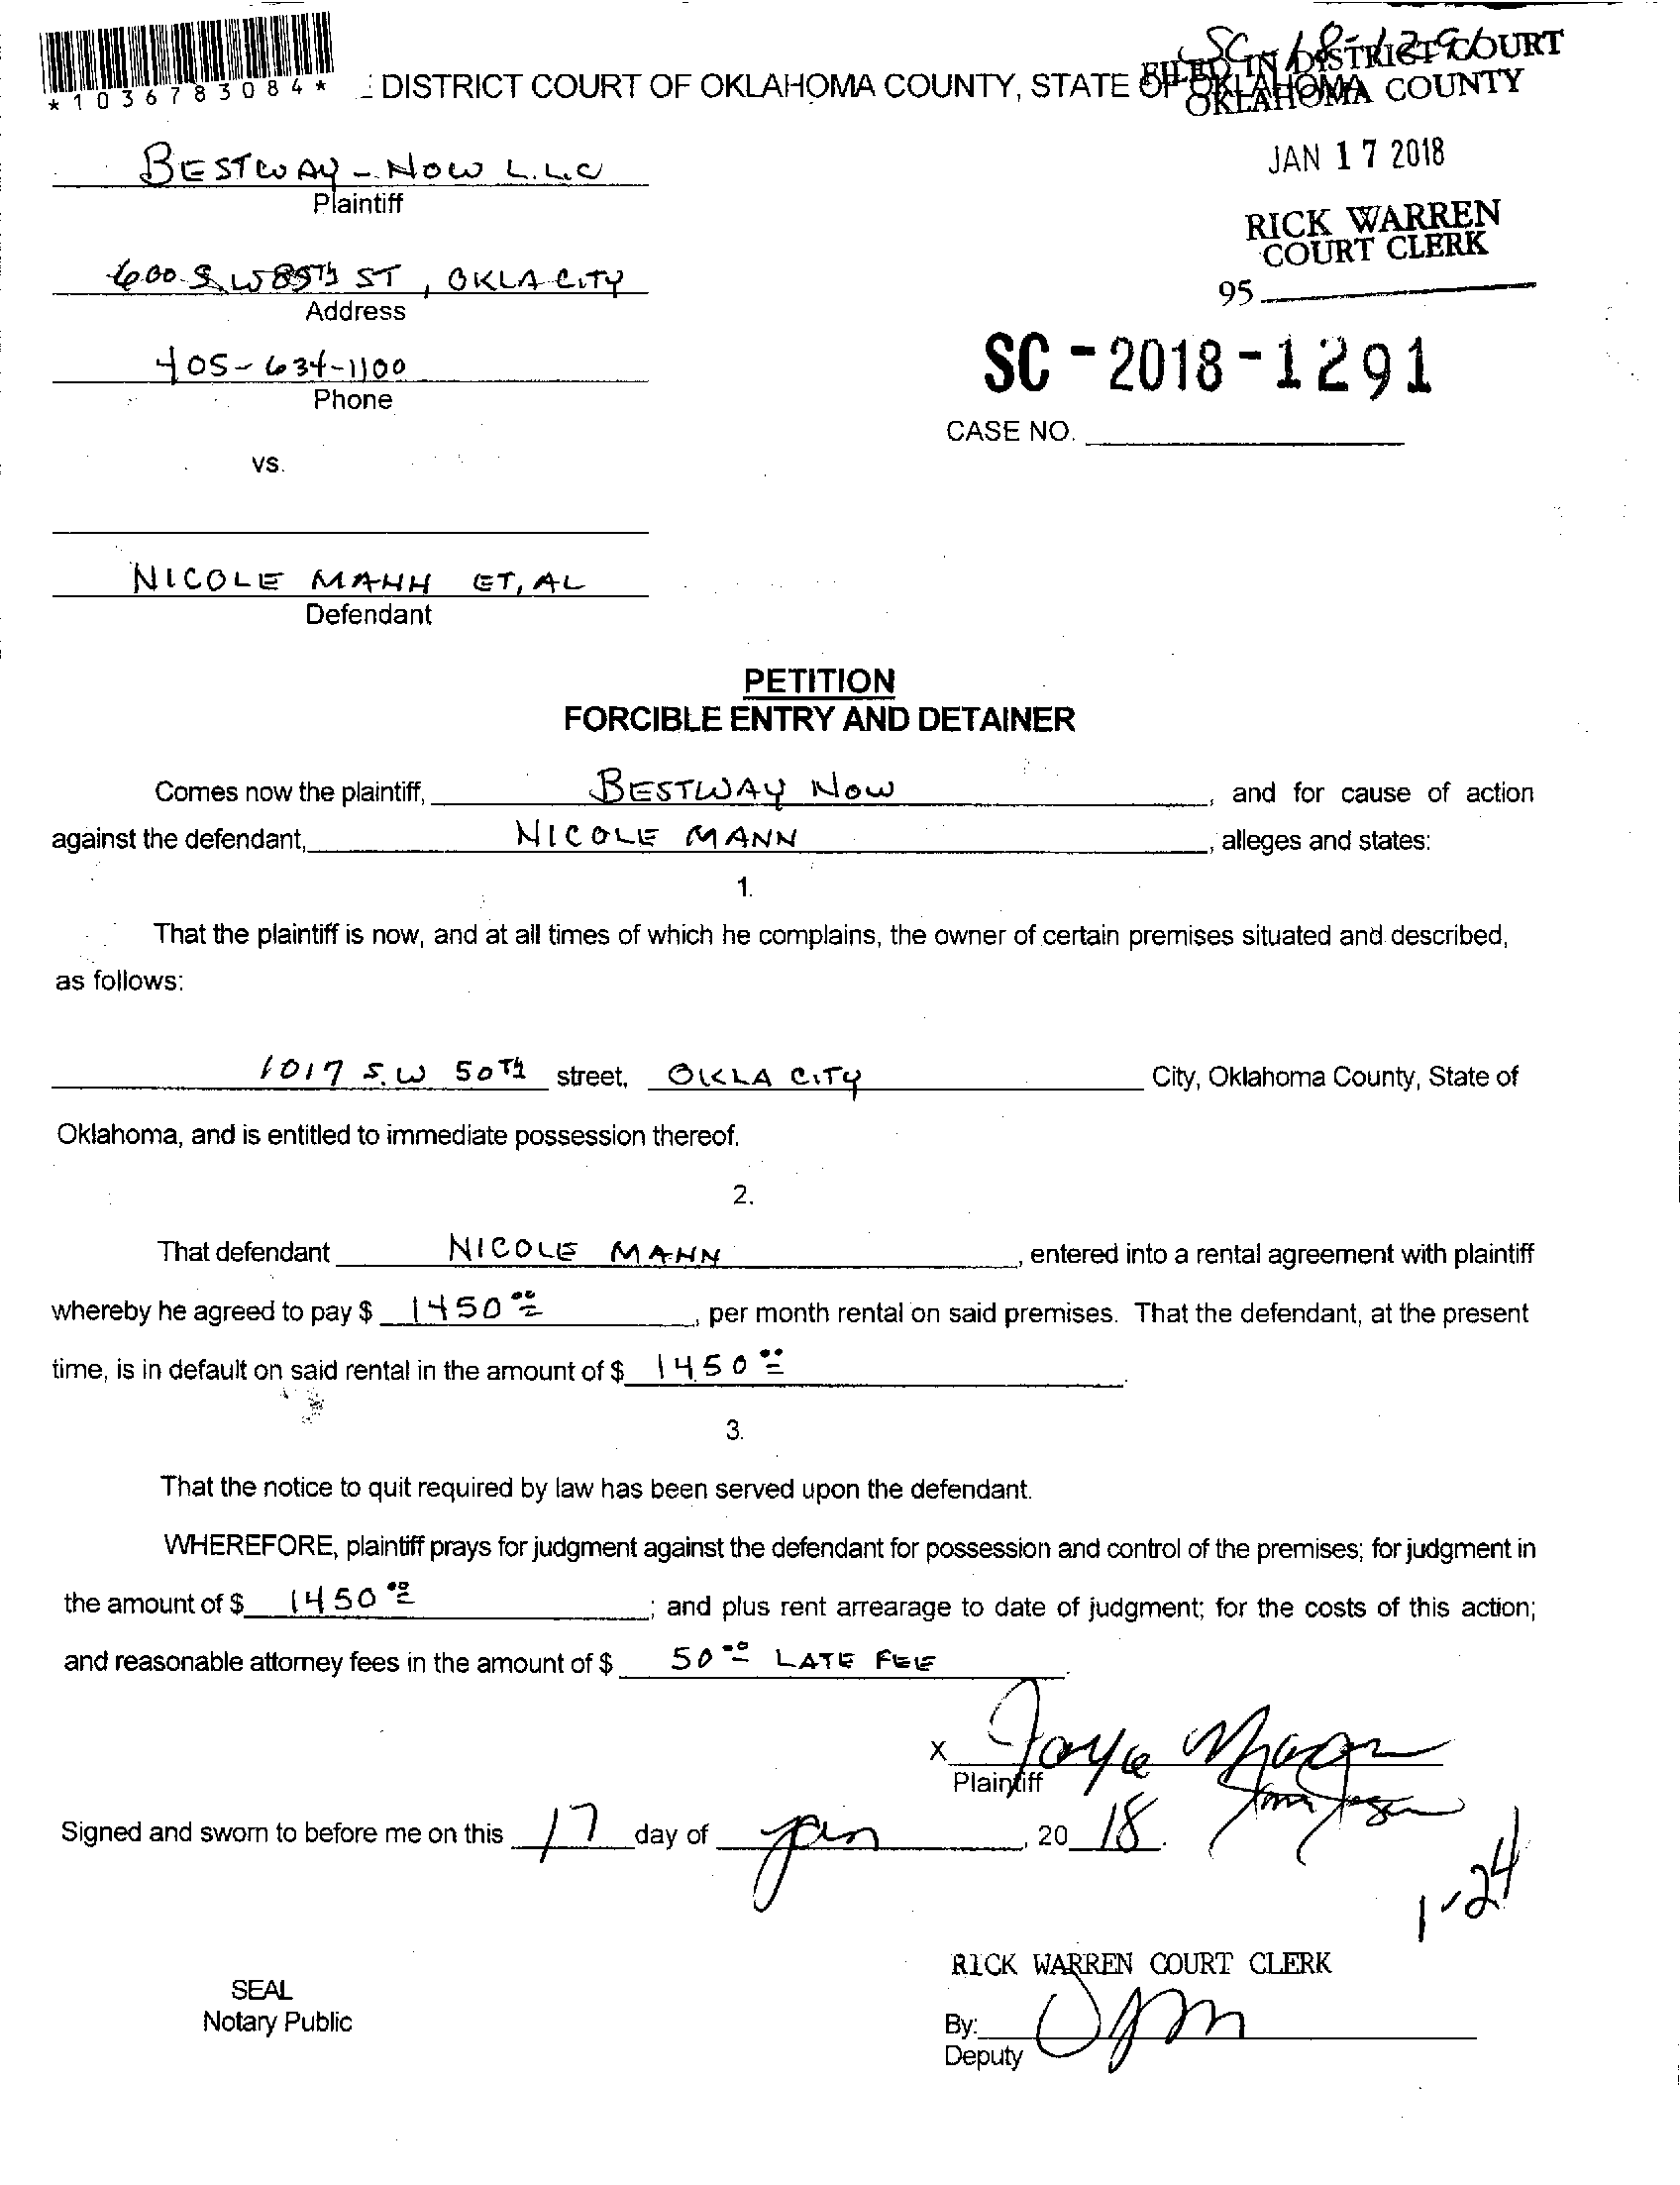 SC-18-1291
*1036783084*
DISTRICT COURT OF OKLAHOMA COUNTY, STATE OF OKLAHOMA
FILED IN DISTRICT COURT
OKLAHOMA COUNTY
JAN 17 2018
RICK WARREN
COURT CLERK
95
BESTWAY-NOW L.L.C
Plaintiff
600 S, W 89Th ST, OKLA CiTY
Address
405-634-1100
Phone
SC-2018-1291
CASE NO.
vs.
NICOLE MANN ET, AL
Defendant
PETITION
FORCIBLE ENTRY AND DETAINER
Comes now the plaintiff, BESTWAY NOW, and for cause of action
against the defendant, NICOLE MANN, alleges and states:
1.
That the plaintiff is now, and at all times of which he complains, the owner of certain premises situated and described,
as follows:
1017 S.W 50Th street, OKLA CiTY City, Oklahoma County, State of
Oklahoma, and is entitled to immediate possession thereof.
2.
That defendant NICOLE MANN, entered into a rental agreement with plaintiff
whereby he agreed to pay $ 1450 00, per month rental on said premises. That the defendant, at the present
time, is in default on said rental in the amount of $ 1450 00.
3.
That the notice to quit required by law has been served upon the defendant.
WHEREFORE, plaintiff prays for judgment against the defendant for possession and control of the premises; for judgment in
the amount of $ 1450 00; and plus rent arrearage to date of judgment; for the costs of this action;
and reasonable attorney fees in the amount of $ 50 00 LATE FEE.
X
Plaintiff
Signed and sworn to before me on this 17 day of Jan, 20 18.
1-24
RICK WARREN COURT CLERK
SEAL
Notary Public
By:
Deputy